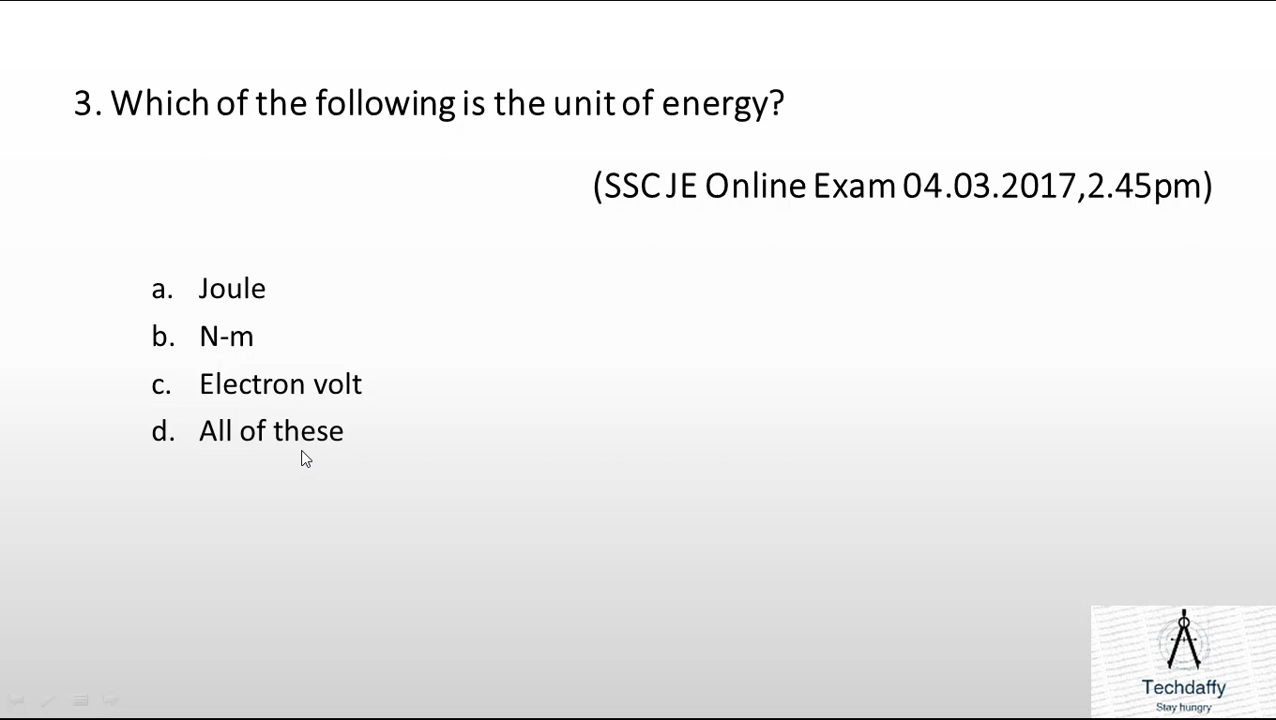 3. Which of the following is the unit of energy?
(SSC JE Online Exam 04.03.2017,2.45pm)
a. Joule
b. N-m
c. Electron volt
d. All of these
Techdaffy
Stay hungry